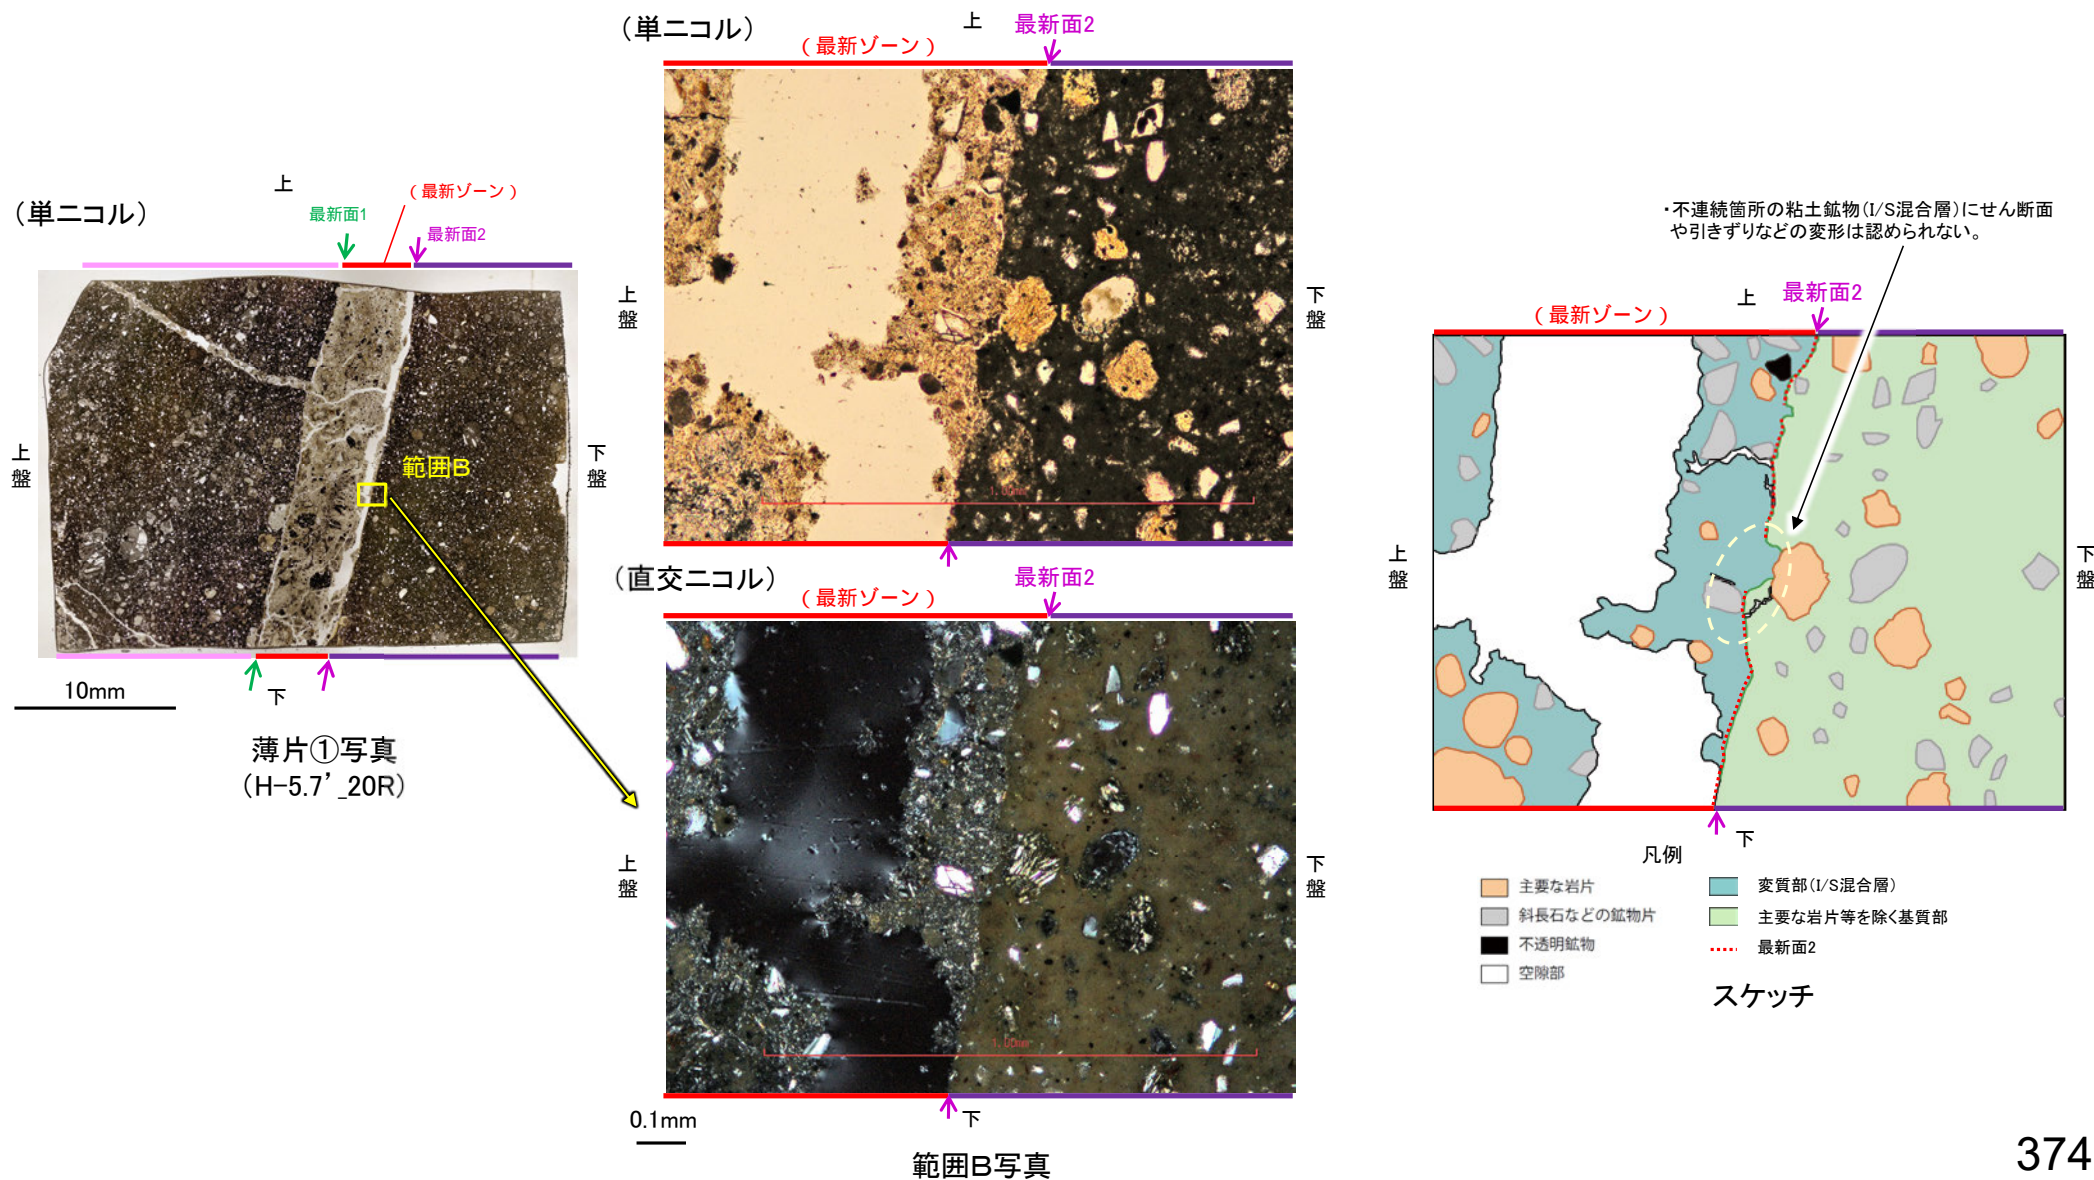 (単ニコル)
上
(最新ゾーン)
最新面1
最新面2
上盤
下盤
範囲B
10mm
下
薄片①写真
(H-5.7’_20R)
(単ニコル)
上
最新面2
(最新ゾーン)
上盤
下盤
1.00mm
(直交ニコル)
最新面2
(最新ゾーン)
上盤
下盤
1.00mm
0.1mm
下
範囲B写真
・不連続箇所の粘土鉱物(I/S混合層)にせん断面
や引きずりなどの変形は認められない。
上
最新面2
(最新ゾーン)
上盤
下盤
下
凡例
主要な岩片
斜長石などの鉱物片
不透明鉱物
空隙部
変質部(I/S混合層)
主要な岩片等を除く基質部
最新面2
スケッチ
374